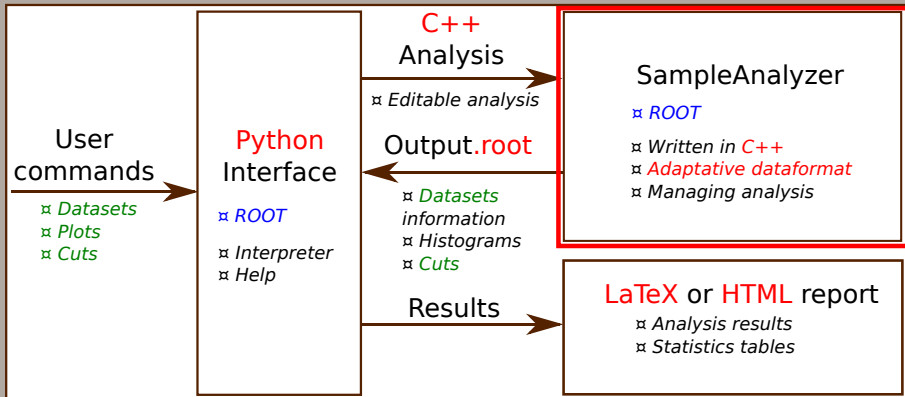 User
commands
¤ Datasets
¤ Plots
¤ Cuts
Python
Interface
¤ ROOT
¤ Interpreter
¤ Help
C++
Analysis
¤ Editable analysis
Output.root
¤ Datasets
information
¤ Histograms
¤ Cuts
Results
SampleAnalyzer
¤ ROOT
¤ Written in C++
¤ Adaptative dataformat
¤ Managing analysis
LaTeX or HTML report
¤ Analysis results
¤ Statistics tables